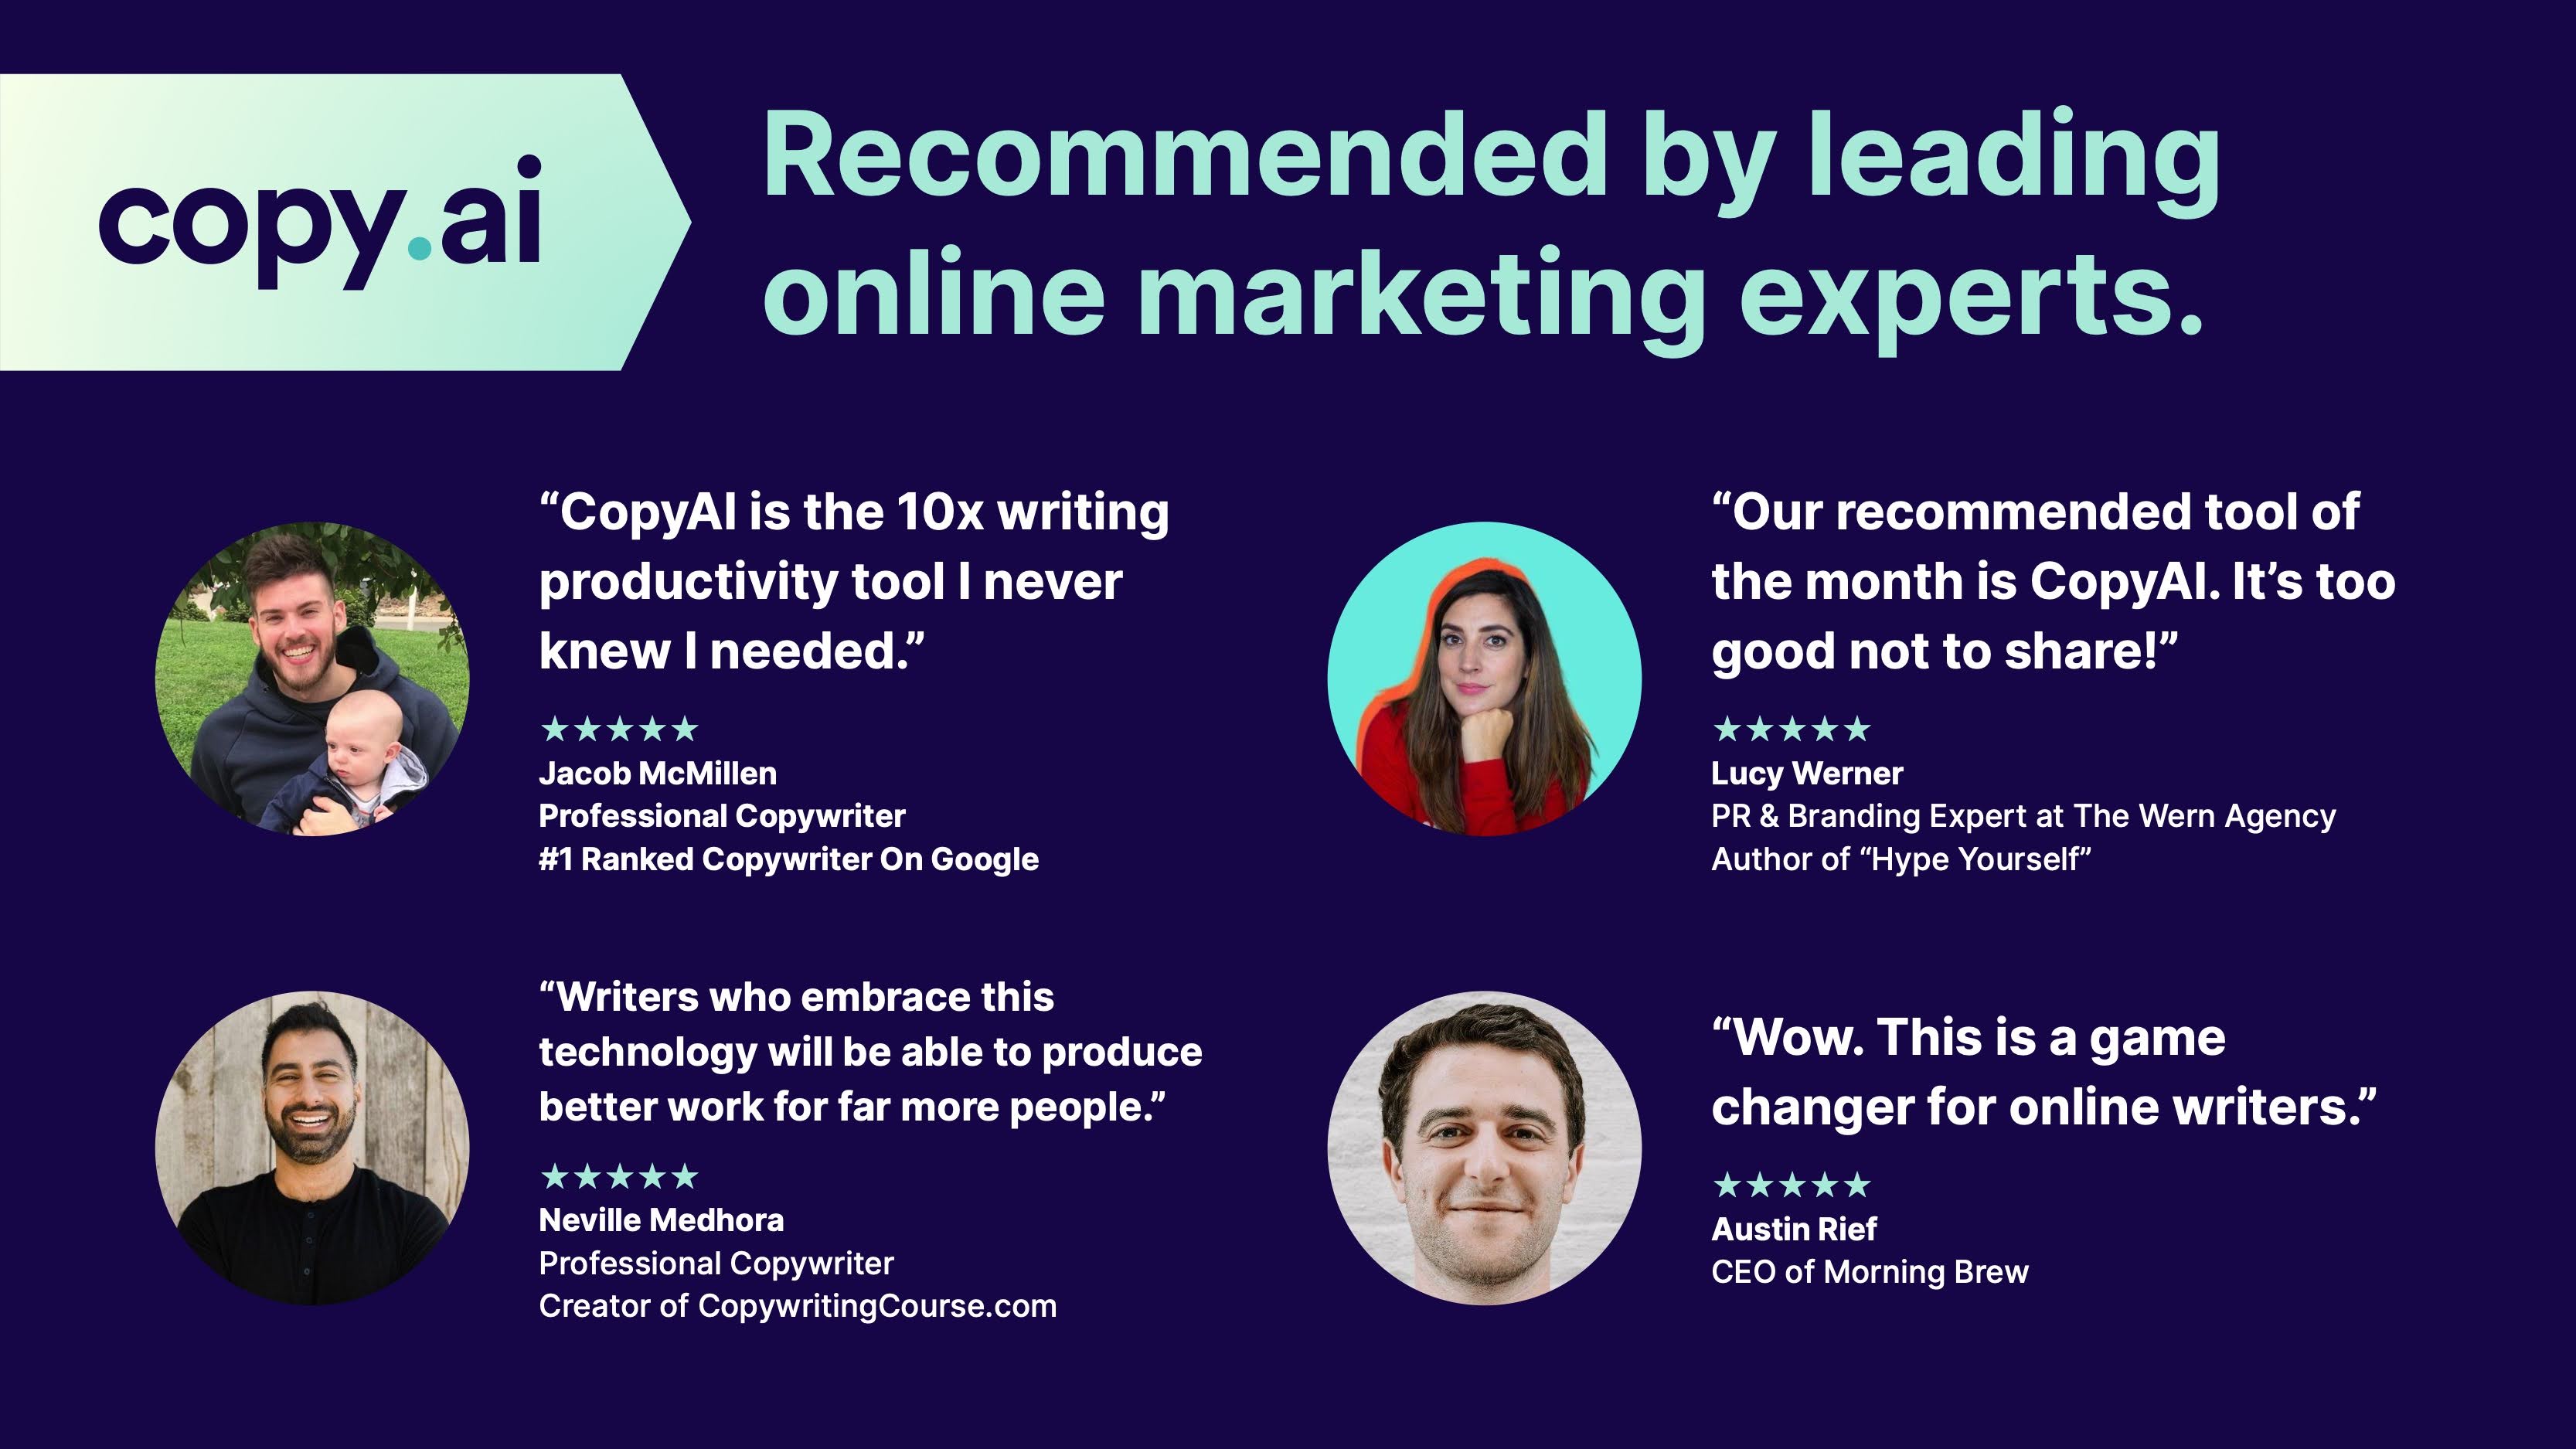 copy.ai
Recommended by leading
online marketing experts.
“CopyAI is the 10x writing
productivity tool I never
knew I needed.”
★★★★★
Jacob McMillen
Professional Copywriter
#1 Ranked Copywriter On Google
“Our recommended tool of
the month is CopyAI. It’s too
good not to share!”
★★★★★
Lucy Werner
PR & Branding Expert at The Wern Agency
Author of “Hype Yourself”
“Writers who embrace this
technology will be able to produce
better work for far more people.”
★★★★★
Neville Medhora
Professional Copywriter
Creator of CopywritingCourse.com
“Wow. This is a game
changer for online writers.”
★★★★★
Austin Rief
CEO of Morning Brew